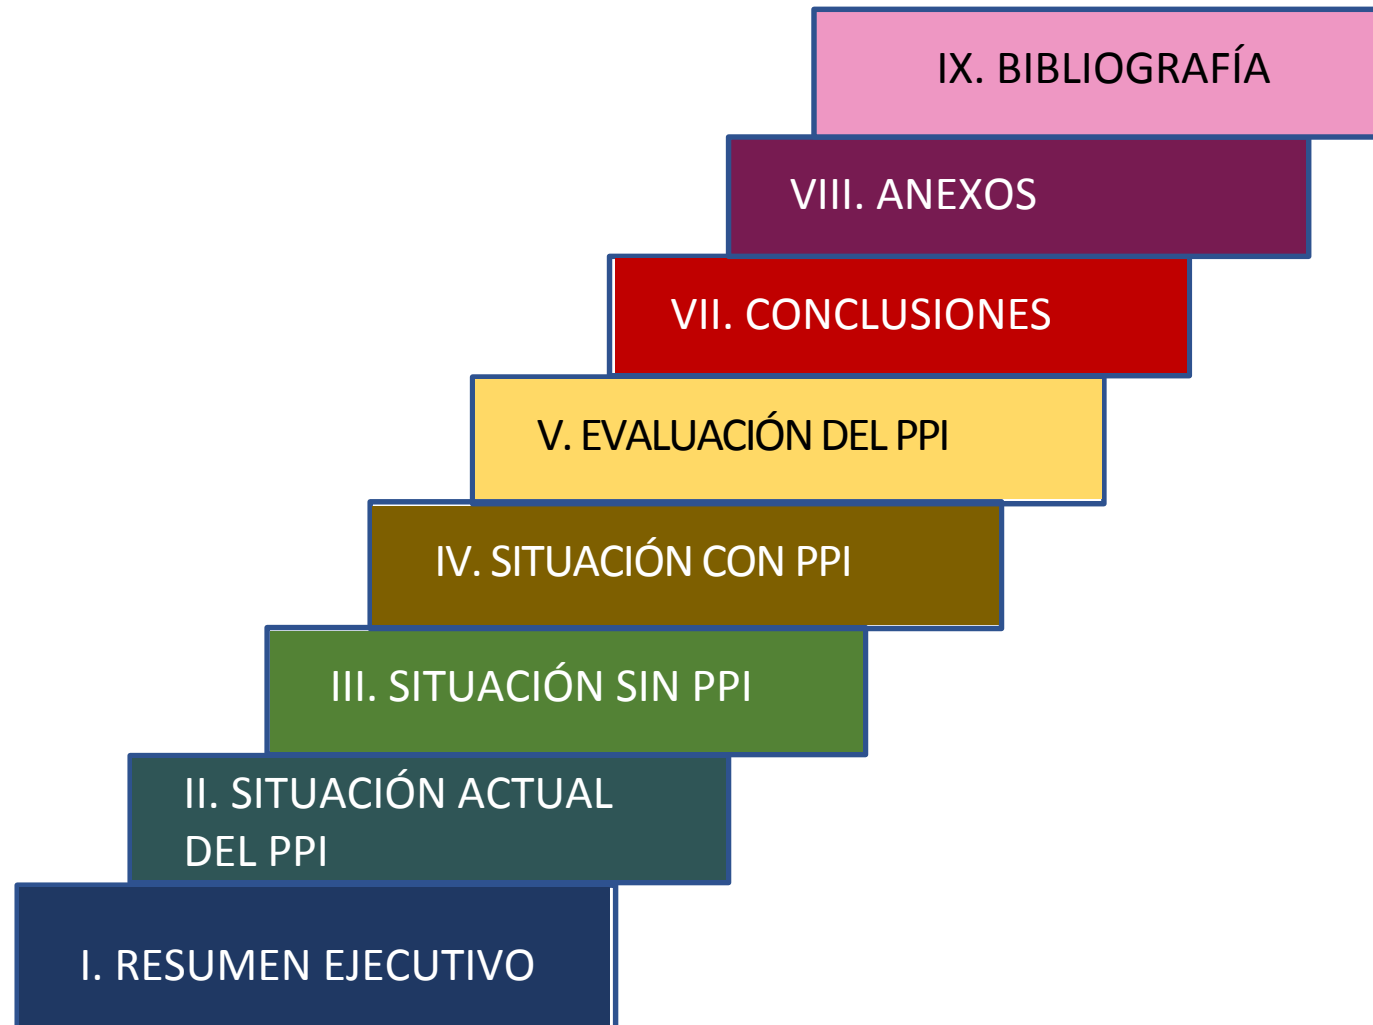 IX. BIBLIOGRAFÍA
VIII. ANEXOS
VII. CONCLUSIONES
V. EVALUACIÓN DEL PPI
IV. SITUACIÓN CON PPI
III. SITUACIÓN SIN PPI
II. SITUACIÓN ACTUAL
DEL PPI
I. RESUMEN EJECUTIVO